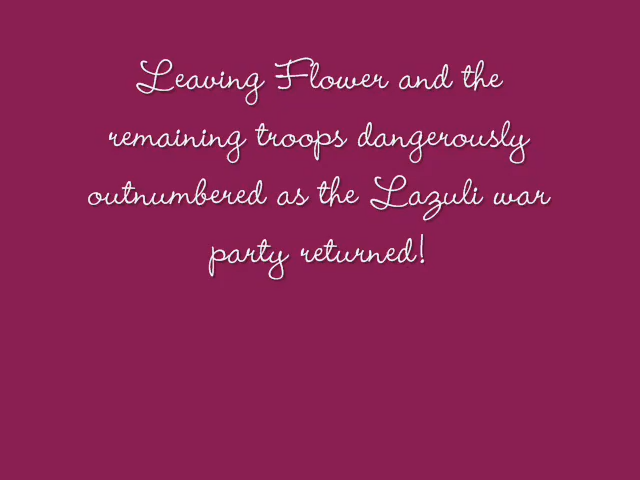 Leaving Flower and the
remaining troops dangerously
outnumbered as the Lazuli war
party returned!